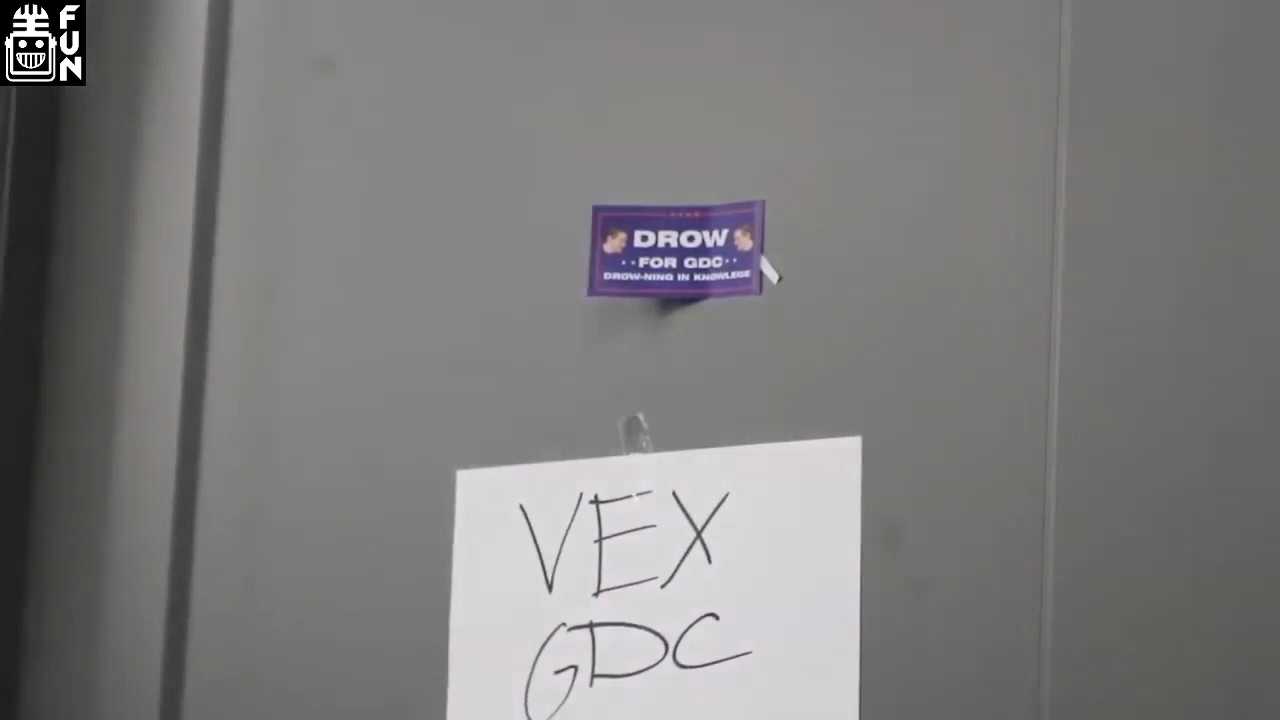 FUN
DROW
FOR GDC
DROW-NING IN KNOWLEGE
VEX
GDC